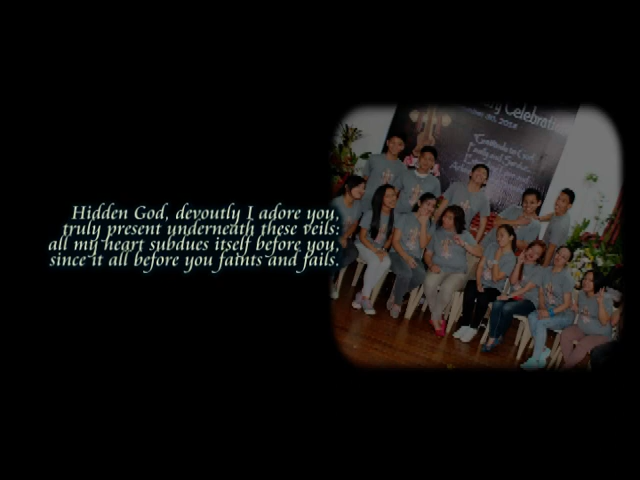 Hidden God, devoutly I adore you,
truly present underneath these veils:
all my heart subdues itself before you,
since it all before you faints and fails.
Celebration